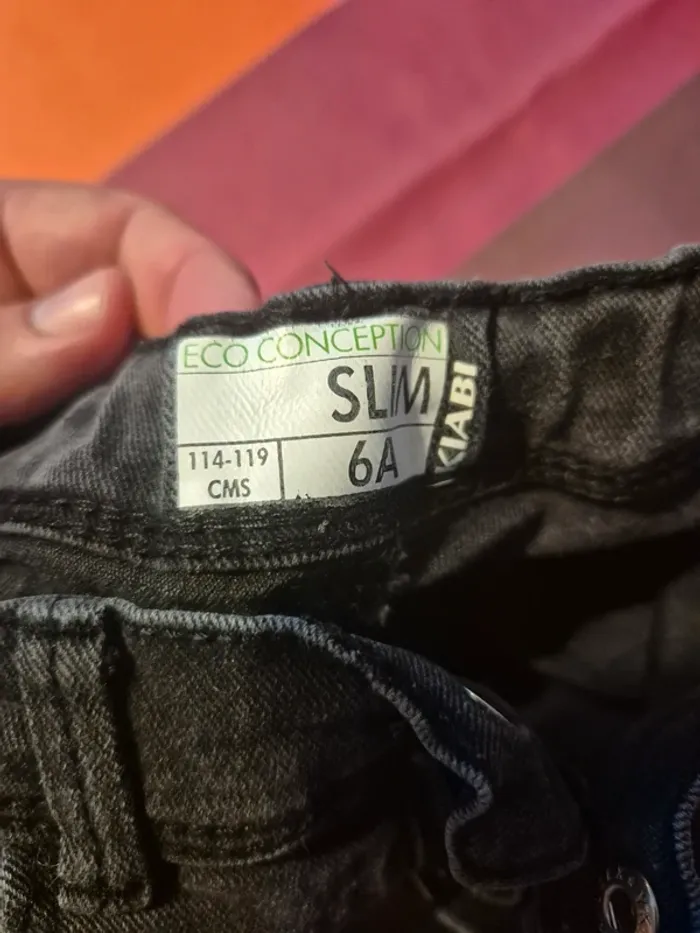 ECO CONCEPTION
SLIM
KIABI
114-119
CMS
6A